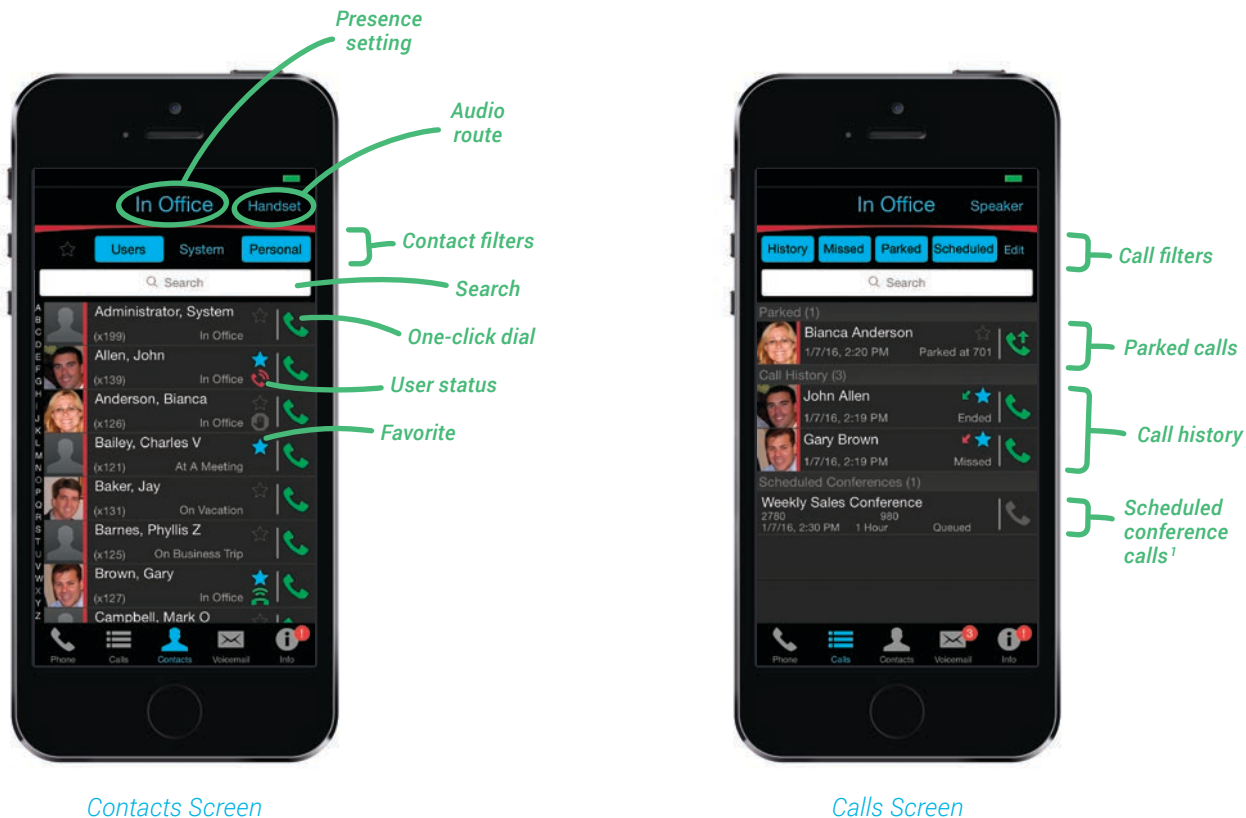 Presence
setting
Audio
route
In Office
Handset
Users
System
Personal
Contact filters
Search
Search
A
B
C
D
E
F
G
H
I
J
K
L
M
N
O
P
Q
R
S
T
U
V
W
X
Y
Z
Administrator, System
(x199) In Office
One-click dial
Allen, John
(x139) In Office
User status
Anderson, Bianca
(x126) In Office
Favorite
Bailey, Charles V
(x121) At A Meeting
Baker, Jay
(x131) On Vacation
Barnes, Phyllis Z
(x125) On Business Trip
Brown, Gary
(x127) In Office
Campbell, Mark O
Phone Calls Contacts Voicemail Info
!
Contacts Screen
In Office
Speaker
History Missed Parked Scheduled Edit
Call filters
Search
Parked (1)
Bianca Anderson
1/7/16, 2:20 PM Parked at 701
Parked calls
Call History (3)
John Allen
1/7/16, 2:19 PM Ended
Gary Brown
1/7/16, 2:19 PM Missed
Call history
Scheduled Conferences (1)
Weekly Sales Conference
2780 980
1/7/16, 2:30 PM 1 Hour Queued
Scheduled
conference
calls¹
Phone Calls Contacts Voicemail Info
3
!
Calls Screen